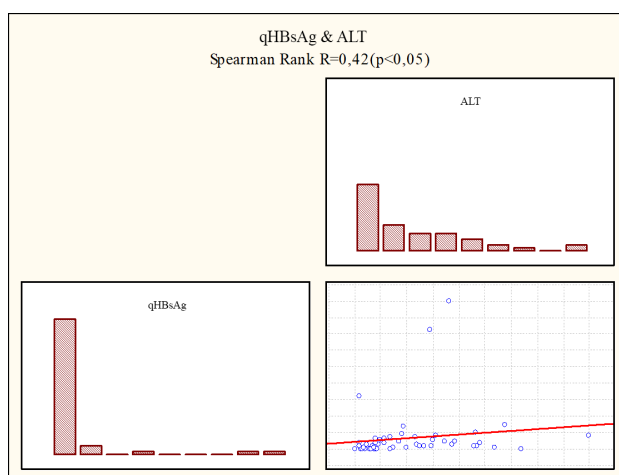 qHBsAg & ALT
Spearman Rank R=0,42(p<0,05)
ALT
qHBsAg